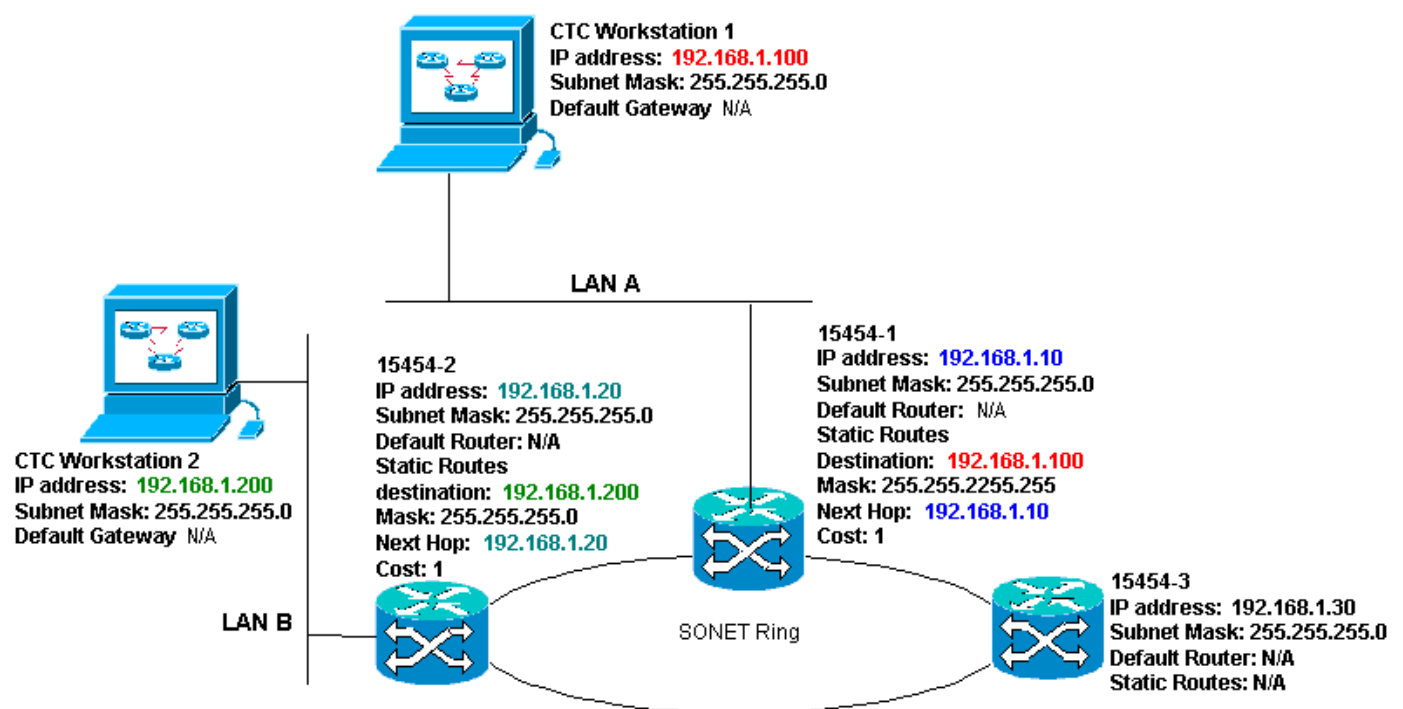 CTC Workstation 1
IP address: 192.168.1.100
Subnet Mask: 255.255.255.0
Default Gateway N/A
LAN A
CTC Workstation 2
IP address: 192.168.1.200
Subnet Mask: 255.255.255.0
Default Gateway N/A
LAN B
15454-2
IP address: 192.168.1.20
Subnet Mask: 255.255.255.0
Default Router: N/A
Static Routes
destination: 192.168.1.200
Mask: 255.255.255.0
Next Hop: 192.168.1.20
Cost: 1
15454-1
IP address: 192.168.1.10
Subnet Mask: 255.255.255.0
Default Router: N/A
Static Routes
Destination: 192.168.1.100
Mask: 255.255.2255.255
Next Hop: 192.168.1.10
Cost: 1
SONET Ring
15454-3
IP address: 192.168.1.30
Subnet Mask: 255.255.255.0
Default Router: N/A
Static Routes: N/A